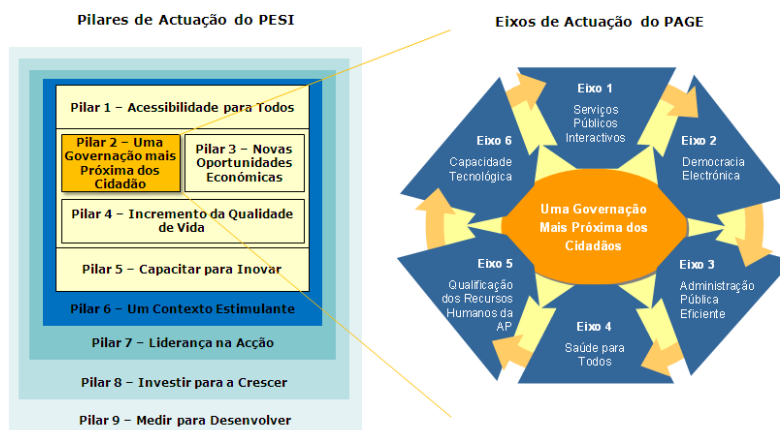 Pilares de Actuação do PESI
Pilar 1 – Acessibilidade para Todos
Pilar 2 – Uma
Governação mais
Próxima dos
Cidadão
Pilar 3 – Novas
Oportunidades
Económicas
Pilar 4 – Incremento da Qualidade
de Vida
Pilar 5 – Capacitar para Inovar
Pilar 6 – Um Contexto Estimulante
Pilar 7 – Liderança na Acção
Pilar 8 – Investir para a Crescer
Pilar 9 – Medir para Desenvolver
Eixos de Actuação do PAGE
Eixo 1
Serviços
Públicos
Interactivos
Eixo 2
Democracia
Electrónica
Eixo 3
Administração
Pública
Eficiente
Eixo 4
Saúde para
Todos
Eixo 5
Qualificação
dos Recursos
Humanos da
AP
Eixo 6
Capacidade
Tecnológica
Uma Governação
Mais Próxima dos
Cidadãos